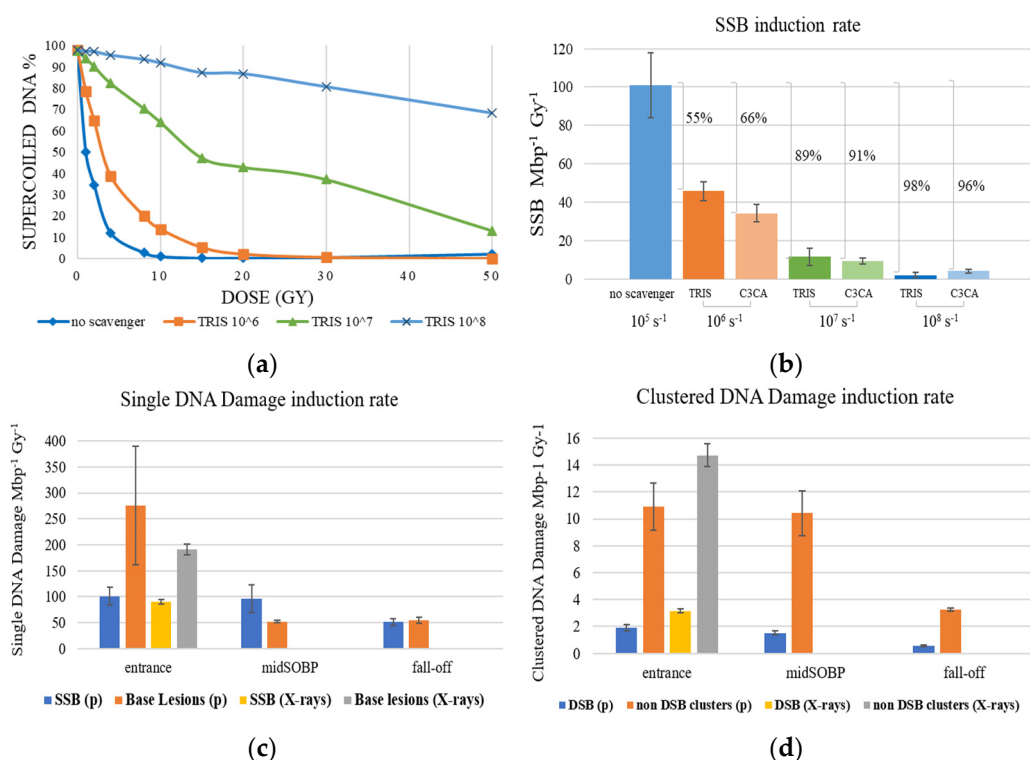 100
90
80
70
60
50
40
30
20
10
0
SUPERCOILED DNA %
0 10 20 30 40 50
DOSE (GY)
no scavenger TRIS 10^6 TRIS 10^7 TRIS 10^8
(a)
SSB induction rate
120
100
80
60
40
20
0
SSB Mbp⁻¹ Gy⁻¹
55% 66%
89% 91%
98% 96%
no scavenger TRIS C3CA TRIS C3CA TRIS C3CA
10⁵ s⁻¹ 10⁶ s⁻¹ 10⁷ s⁻¹ 10⁸ s⁻¹
(b)
Single DNA Damage induction rate
400
350
300
250
200
150
100
50
0
Single DNA Damage Mbp⁻¹ Gy⁻¹
entrance midSOBP fall-off
SSB (p) Base Lesions (p) SSB (X-rays) Base lesions (X-rays)
(c)
Clustered DNA Damage induction rate
16
14
12
10
8
6
4
2
0
Clustered DNA Damage Mbp-1 Gy-1
entrance midSOBP fall-off
DSB (p) non DSB clusters (p) DSB (X-rays) non DSB clusters (X-rays)
(d)